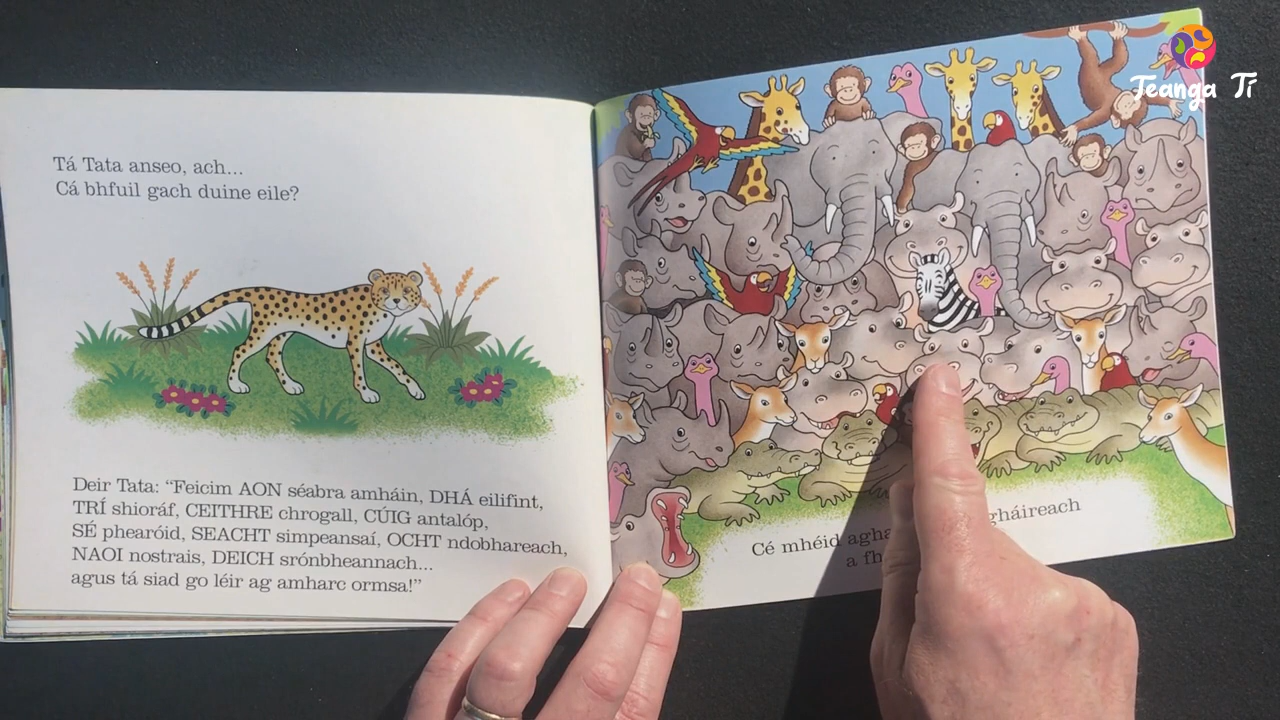 Tá Tata anseo, ach...
Cá bhfuil gach duine eile?
Deir Tata: “Feicim AON séabra amháin, DHÁ eilifint,
TRÍ shioráf, CEITHRE chrogall, CÚIG antalóp,
SÉ phearóid, SEACHT simpeansaí, OCHT ndobhareach,
NAOI nostrais, DEICH srónbheannach...
agus tá siad go léir ag amharc ormsa!”
Teanga Tí
Cé mhéid
a